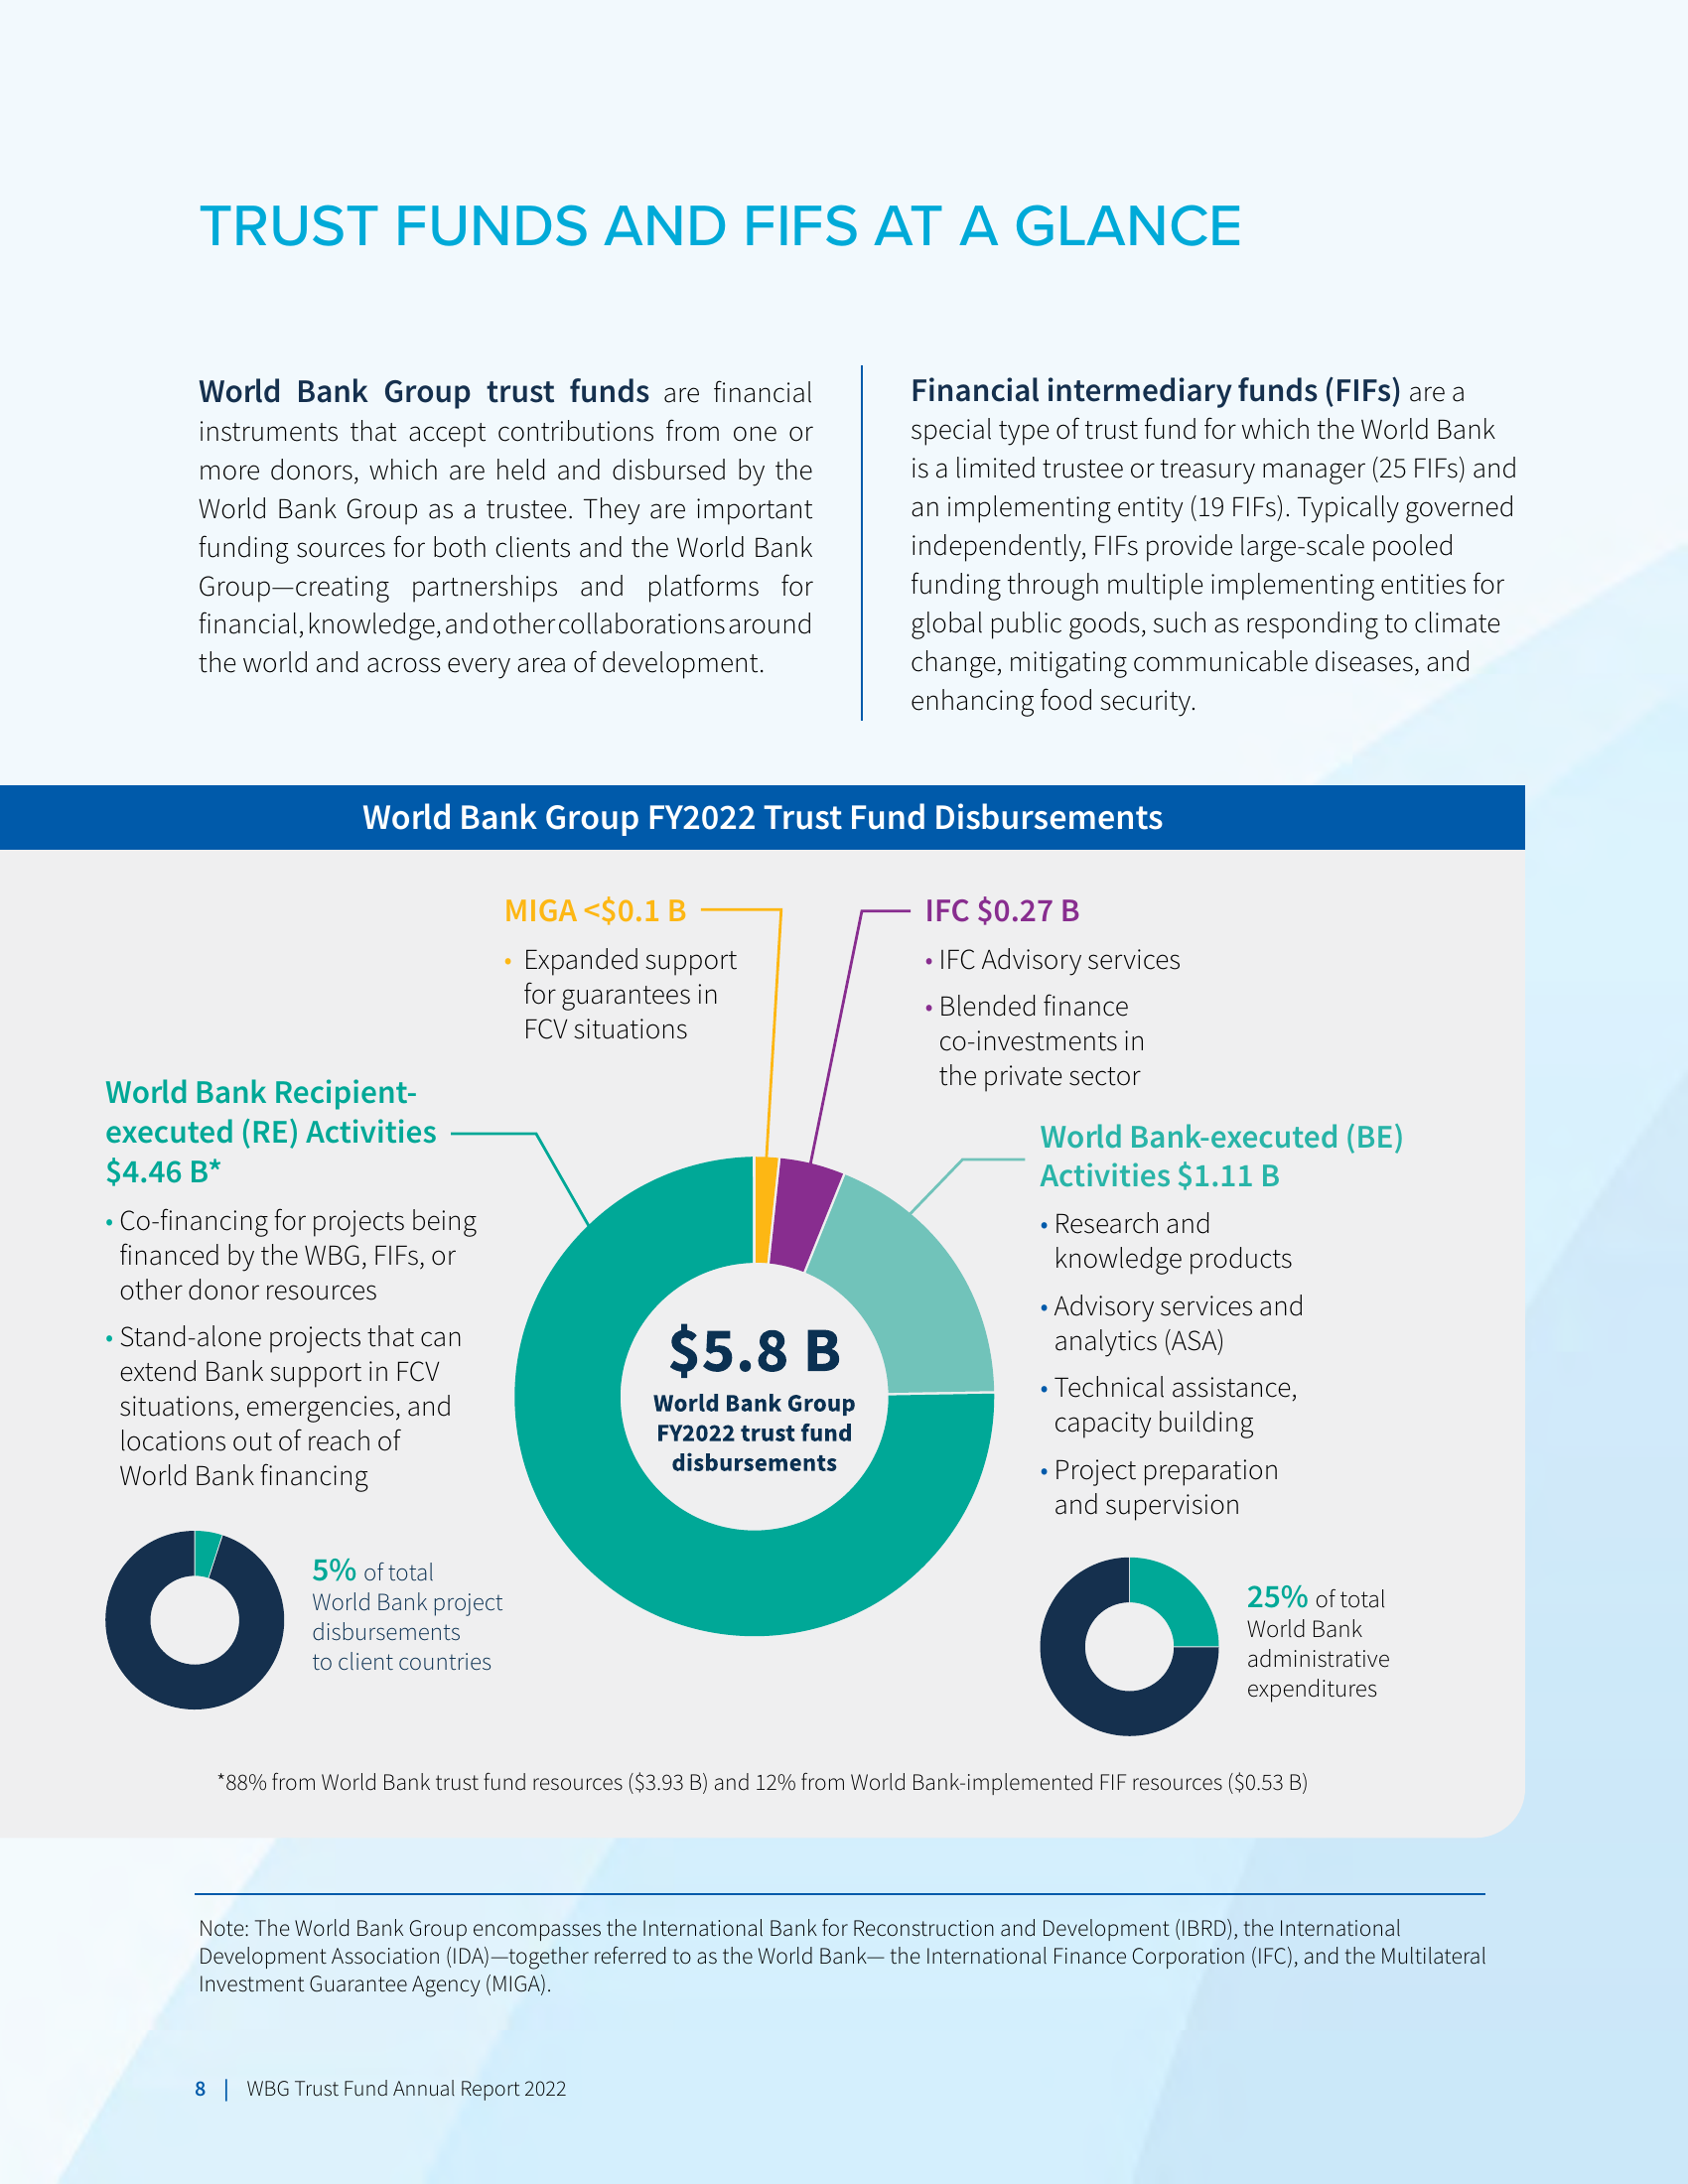 TRUST FUNDS AND FIFS AT A GLANCE
World Bank Group trust funds are financial
instruments that accept contributions from one or
more donors, which are held and disbursed by the
World Bank Group as a trustee. They are important
funding sources for both clients and the World Bank
Group—creating partnerships and platforms for
financial, knowledge, and other collaborations around
the world and across every area of development.
Financial intermediary funds (FIFs) are a
special type of trust fund for which the World Bank
is a limited trustee or treasury manager (25 FIFs) and
an implementing entity (19 FIFs). Typically governed
independently, FIFs provide large-scale pooled
funding through multiple implementing entities for
global public goods, such as responding to climate
change, mitigating communicable diseases, and
enhancing food security.
World Bank Group FY2022 Trust Fund Disbursements
MIGA <$0.1 B
• Expanded support
for guarantees in
FCV situations
IFC $0.27 B
• IFC Advisory services
• Blended finance
co-investments in
the private sector
World Bank Recipient-
executed (RE) Activities
$4.46 B*
• Co-financing for projects being
financed by the WBG, FIFs, or
other donor resources
• Stand-alone projects that can
extend Bank support in FCV
situations, emergencies, and
locations out of reach of
World Bank financing
World Bank-executed (BE)
Activities $1.11 B
• Research and
knowledge products
• Advisory services and
analytics (ASA)
• Technical assistance,
capacity building
• Project preparation
and supervision
$5.8 B
World Bank Group
FY2022 trust fund
disbursements
5% of total
World Bank project
disbursements
to client countries
25% of total
World Bank
administrative
expenditures
*88% from World Bank trust fund resources ($3.93 B) and 12% from World Bank-implemented FIF resources ($0.53 B)
Note: The World Bank Group encompasses the International Bank for Reconstruction and Development (IBRD), the International
Development Association (IDA)—together referred to as the World Bank— the International Finance Corporation (IFC), and the Multilateral
Investment Guarantee Agency (MIGA).
8 | WBG Trust Fund Annual Report 2022